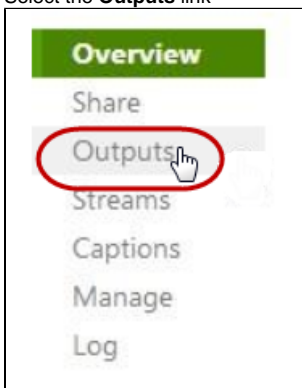 Select the Outputs link
Overview
Share
Outputs
Streams
Captions
Manage
Log